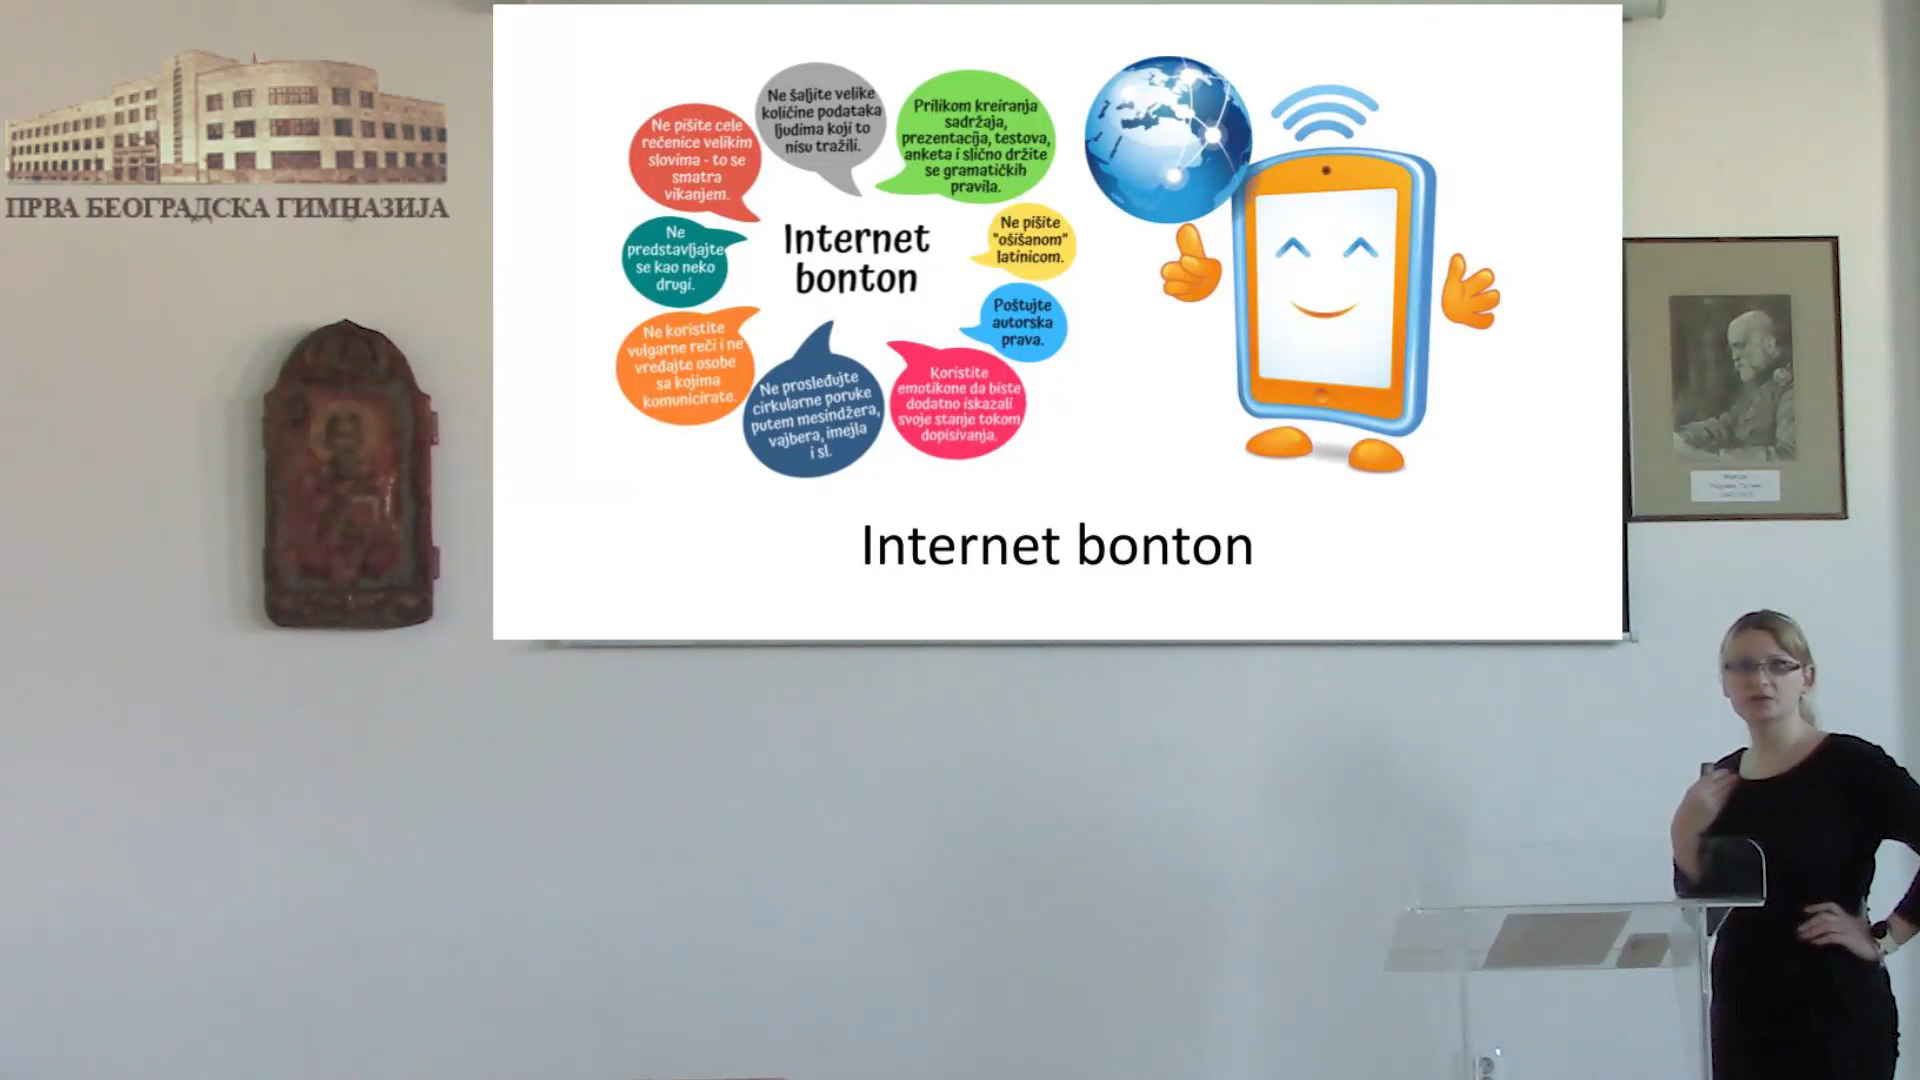 ПРВА БЕОГРАДСКА ГИМНАЗИЈА
Ne pišite cele
rečenice velikim
slovima - to se
smatra
vikanjem.
Ne šaljite velike
količine podataka
ljudima koji to
nisu tražili.
Prilikom kreiranja
sadržaja,
prezentacija, testova,
anketa i slično držite
se gramatičkih
pravila.
Ne
predstavljajte
se kao neko
drugi.
Internet
bonton
Ne pišite
"ošišanom"
latinicom.
Poštujte
autorska
prava.
Ne koristite
vulgarne reči i ne
vređajte osobe
sa kojima
komunicirate.
Ne prosleđujte
cirkularne poruke
putem mesindžera,
vajbera, imejla
i sl.
Koristite
emotikone da biste
dodatno iskazali
svoje stanje tokom
dopisivanja.
Internet bonton